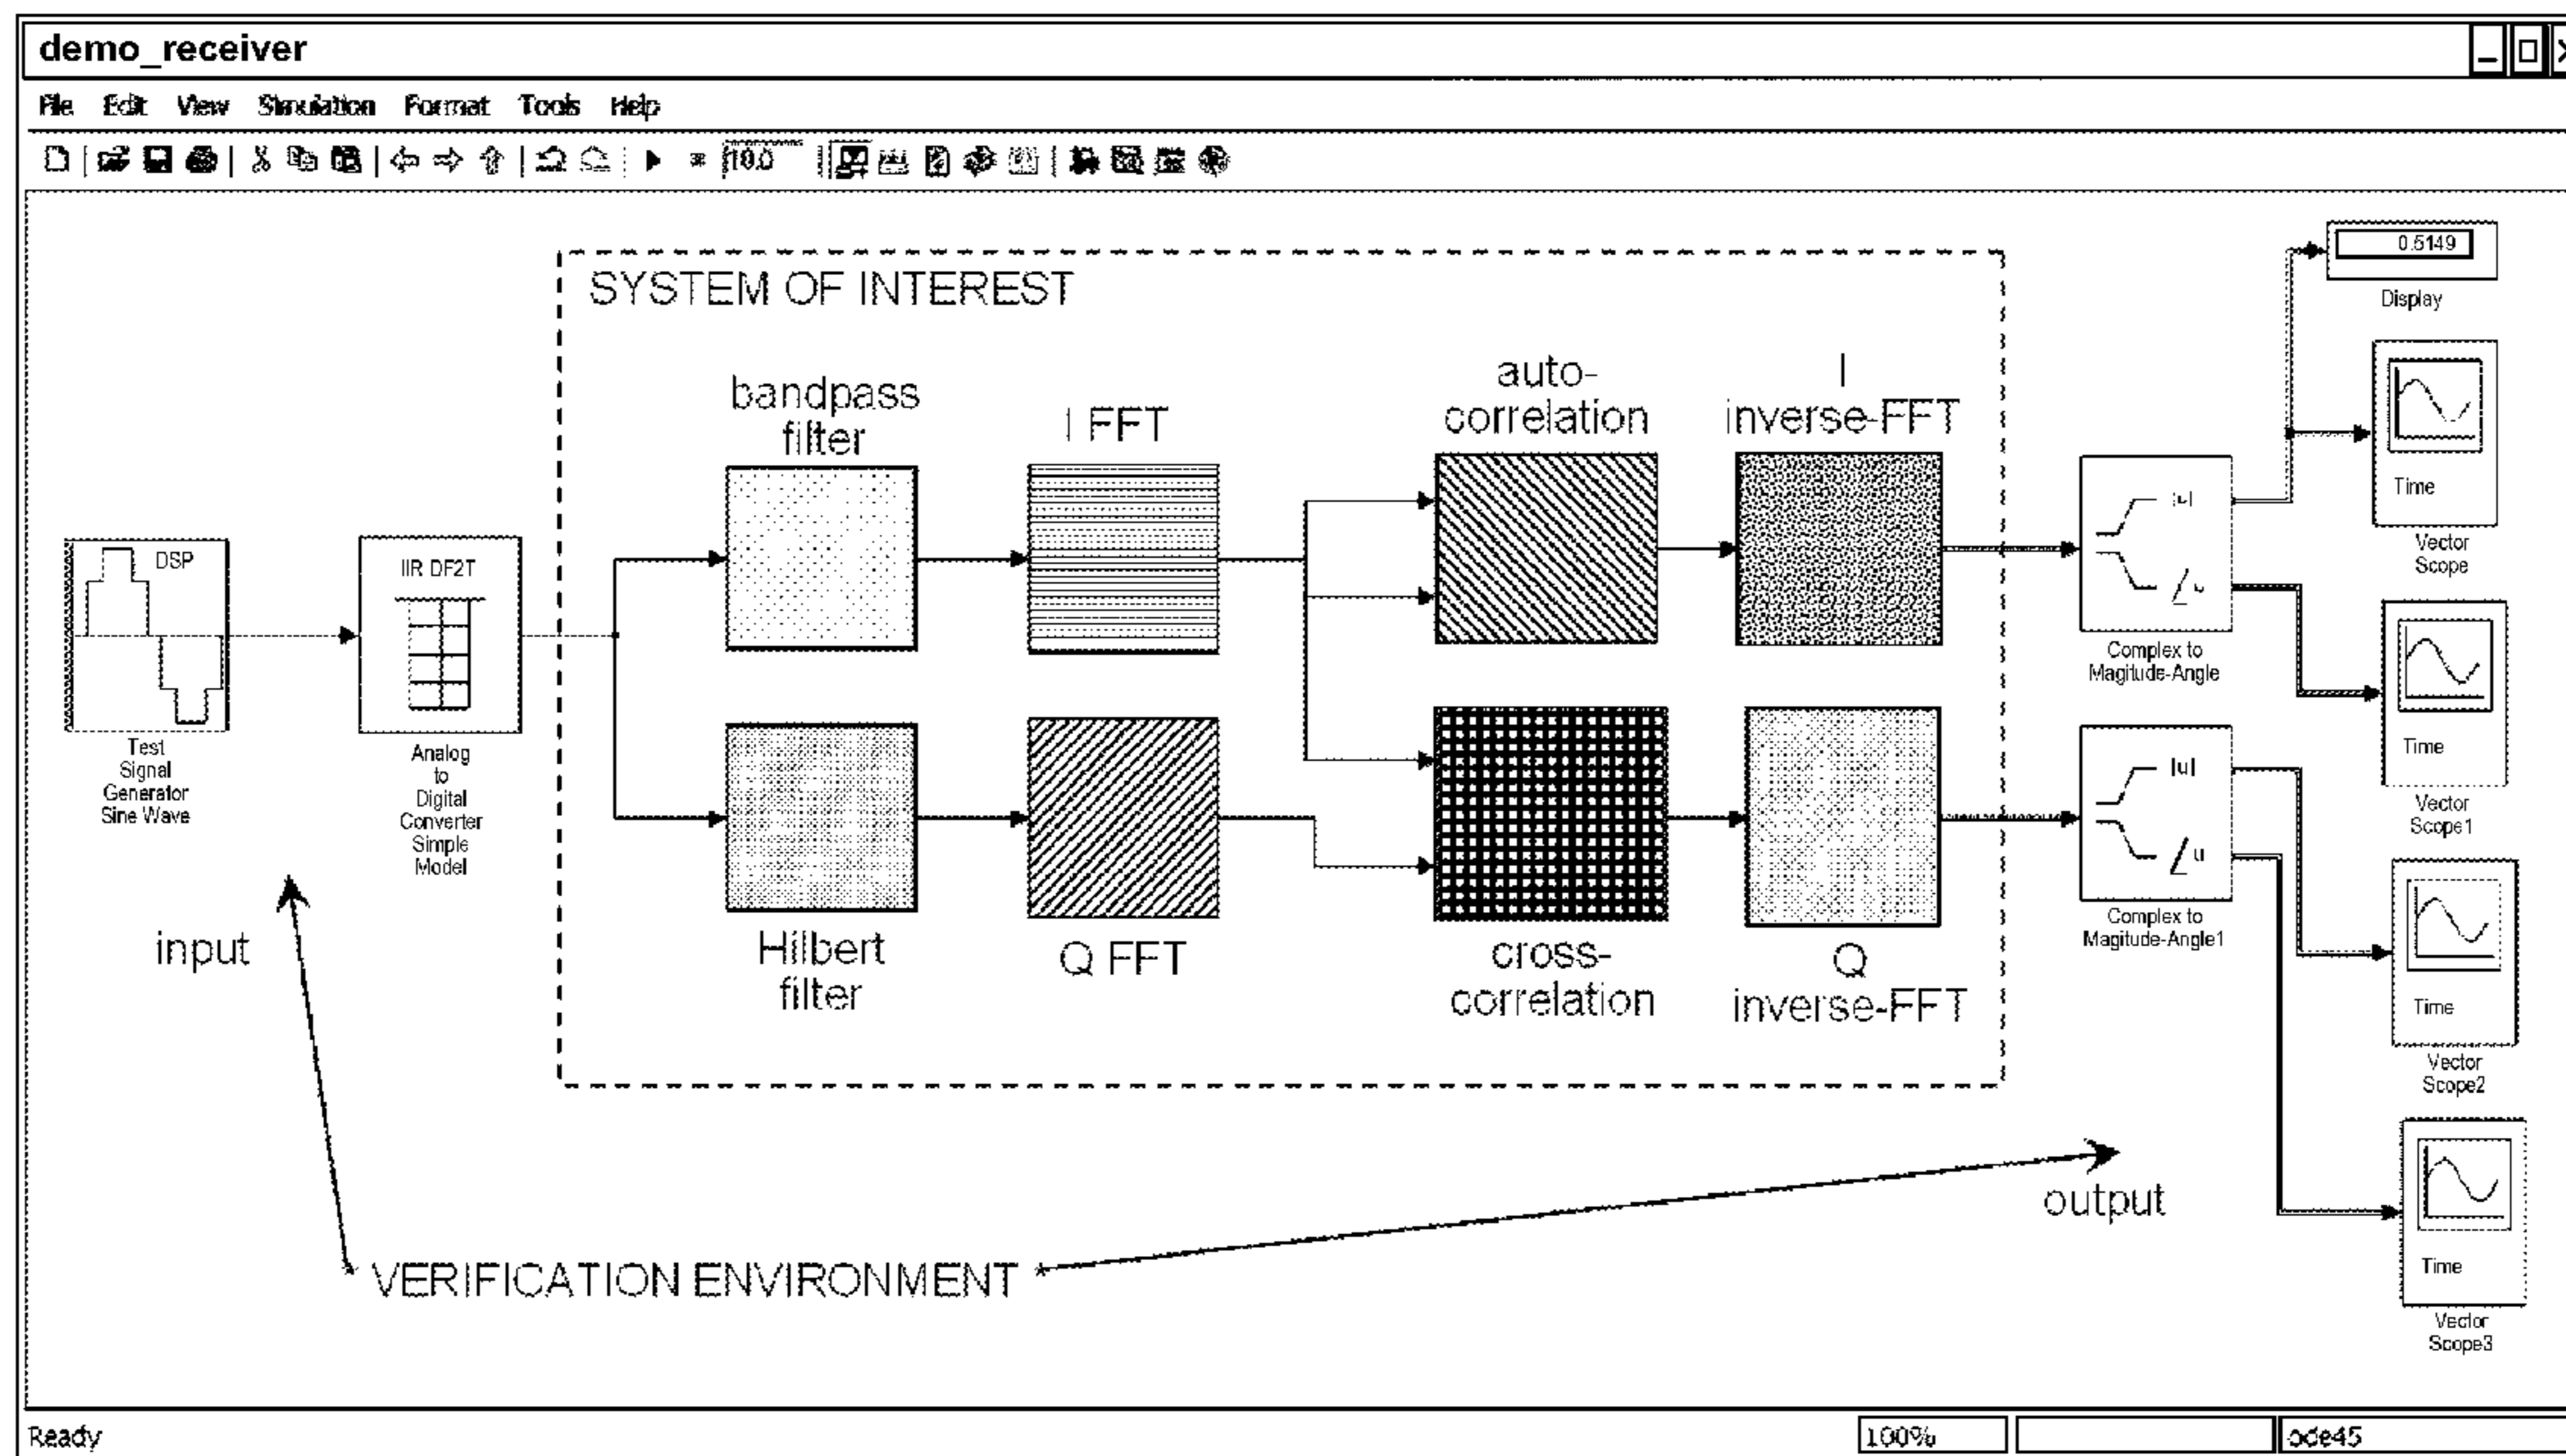 demo_receiver
File Edit View Simulation Format Tools Help
10.0
SYSTEM OF INTEREST
0.5149
Display
bandpass
filter
I FFT
auto-
correlation
I
inverse-FFT
Time
Vector
Scope
DSP
Test
Signal
Generator
Sine Wave
IIR DF2T
Analog
to
Digital
Converter
Simple
Model
|u|
∠u
Complex to
Magitude-Angle
Time
Vector
Scope1
Hilbert
filter
Q FFT
cross-
correlation
Q
inverse-FFT
|u|
∠u
Complex to
Magitude-Angle1
Time
Vector
Scope2
input
output
VERIFICATION ENVIRONMENT
Time
Vector
Scope3
Ready
100%
ode45